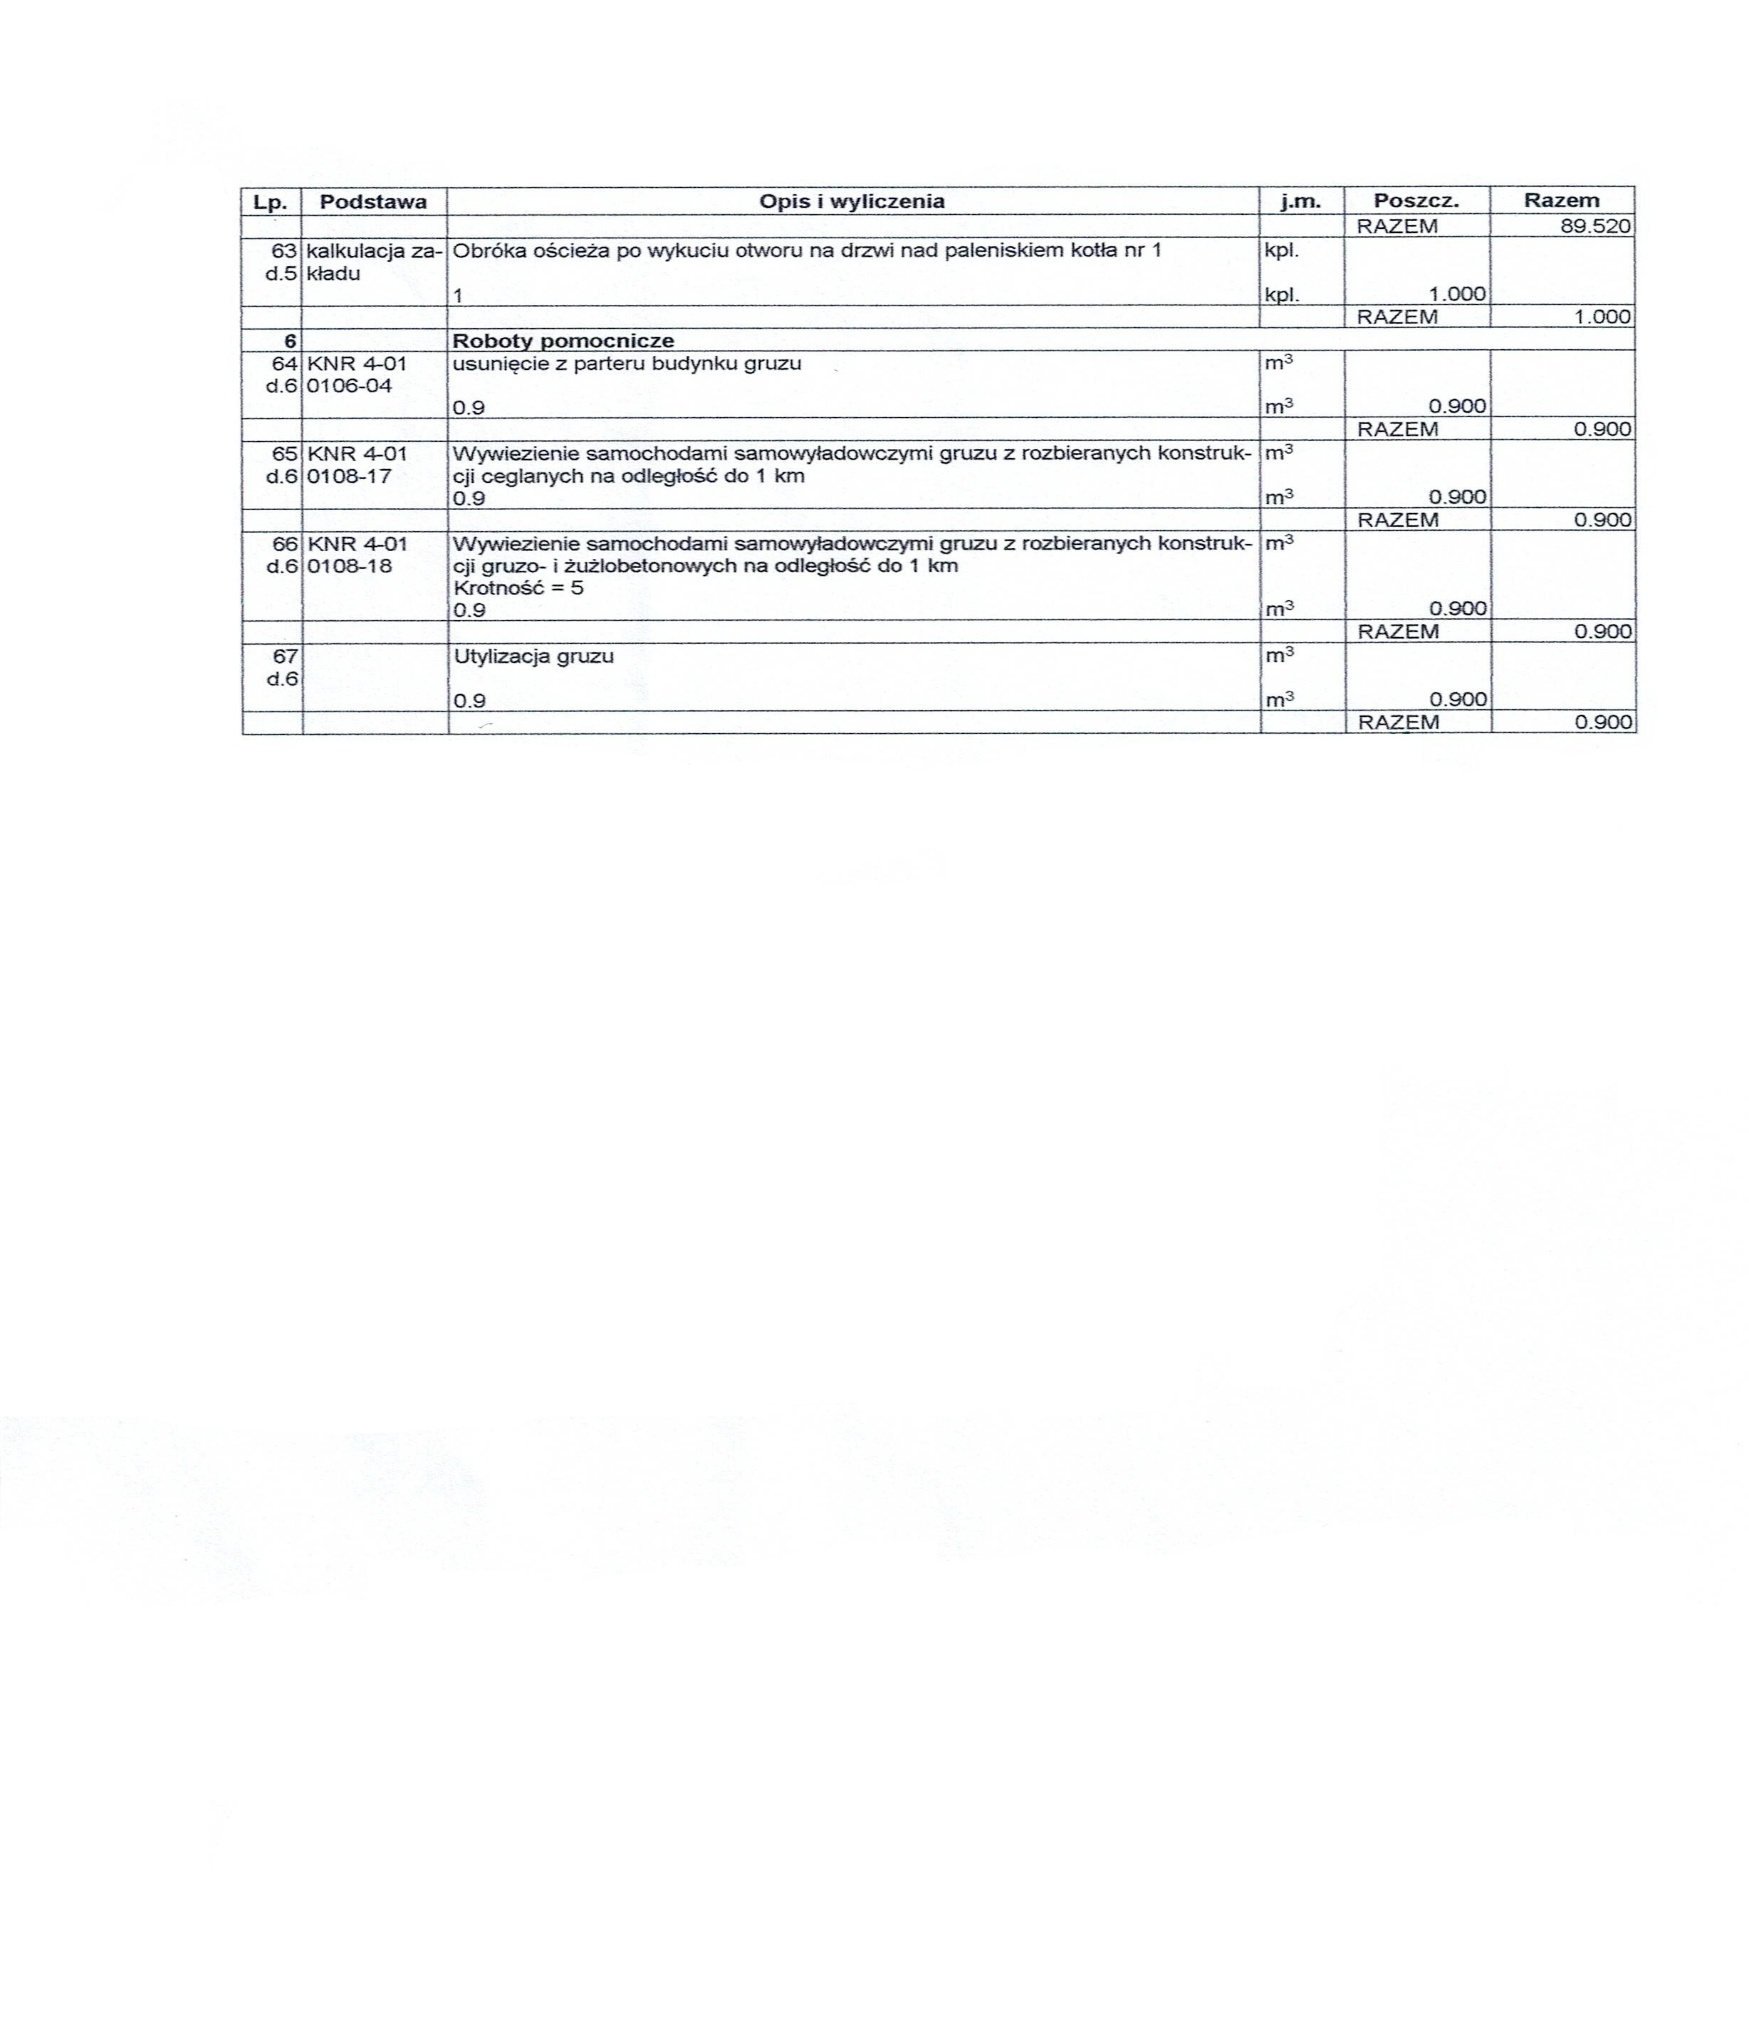 Lp. Podstawa Opis i wyliczenia j.m. Poszcz. Razem
RAZEM 89.520
63 kalkulacja za- Obróka ościeża po wykuciu otworu na drzwi nad paleniskiem kotła nr 1 kpl.
d.5 kładu
1 kpl. 1.000
RAZEM 1.000
6 Roboty pomocnicze
64 KNR 4-01 usunięcie z parteru budynku gruzu m³
d.6 0106-04
0.9 m³ 0.900
RAZEM 0.900
65 KNR 4-01 Wywiezienie samochodami samowyładowczymi gruzu z rozbieranych konstruk- m³
d.6 0108-17 cji ceglanych na odległość do 1 km
0.9 m³ 0.900
RAZEM 0.900
66 KNR 4-01 Wywiezienie samochodami samowyładowczymi gruzu z rozbieranych konstruk- m³
d.6 0108-18 cji gruzo- i żużlobetonowych na odległość do 1 km
Krotność = 5
0.9 m³ 0.900
RAZEM 0.900
67 Utylizacja gruzu m³
d.6
0.9 m³ 0.900
RAZEM 0.900